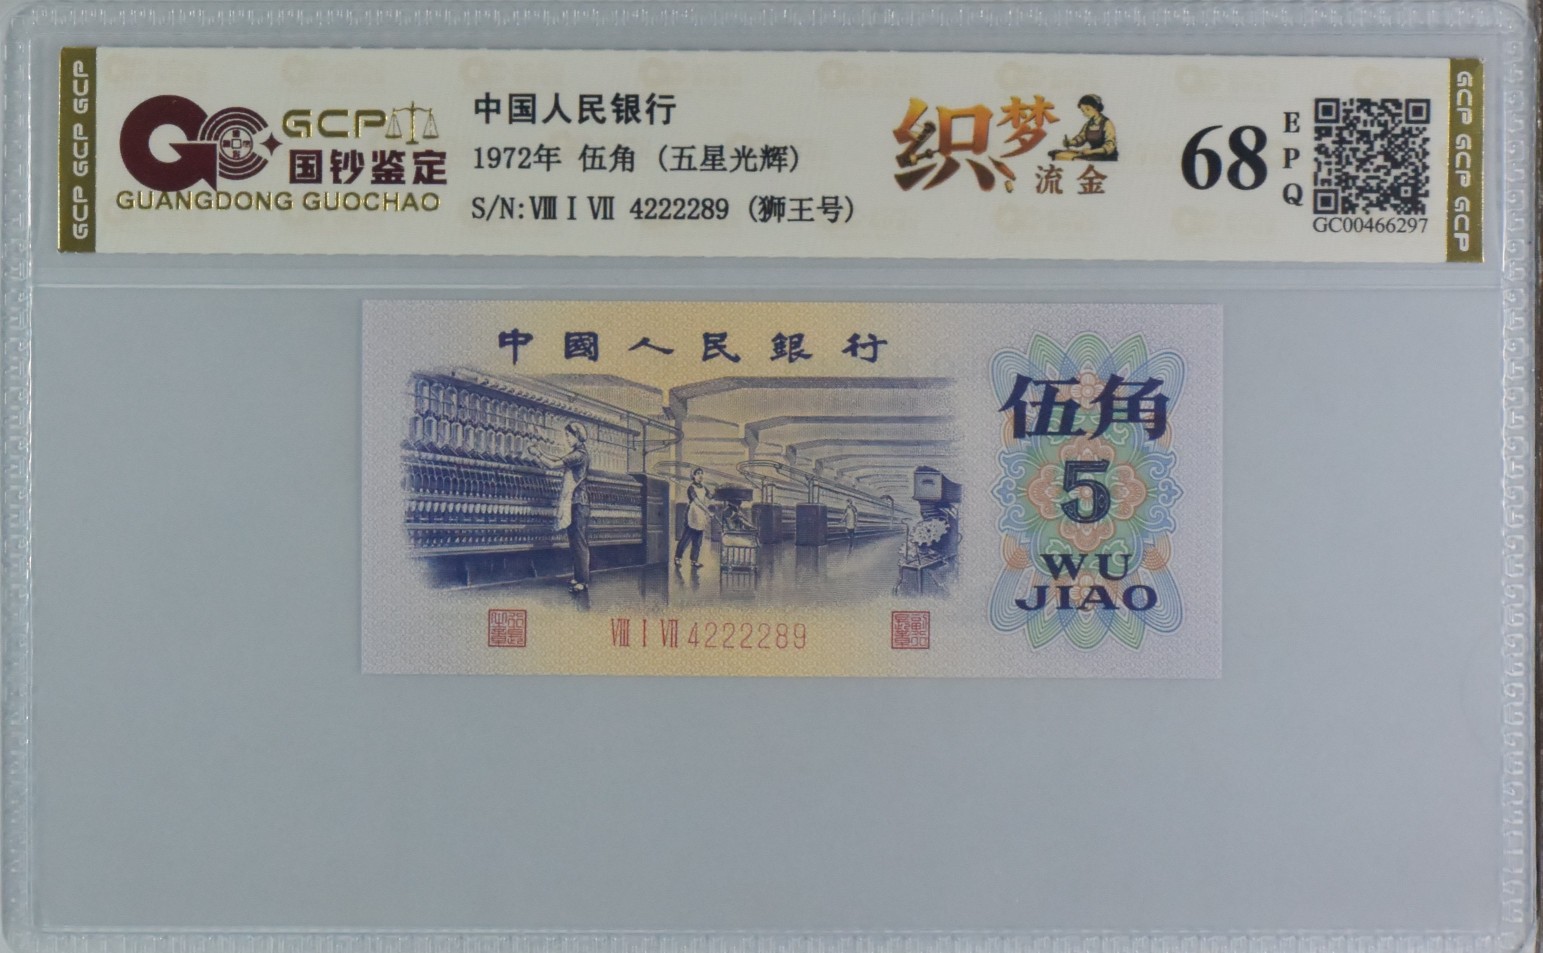 GCP GCP GCP
GCP
国钞鉴定
GUANGDONG GUOCHAO
中国人民银行
1972年 伍角 (五星光辉)
S/N:Ⅷ Ⅰ Ⅶ 4222289 (狮王号)
织梦
流金
68
EPQ
GC00466297
GCP GCP GCP
中國人民銀行
伍角
5
WU
JIAO
Ⅷ Ⅰ Ⅶ 4222289